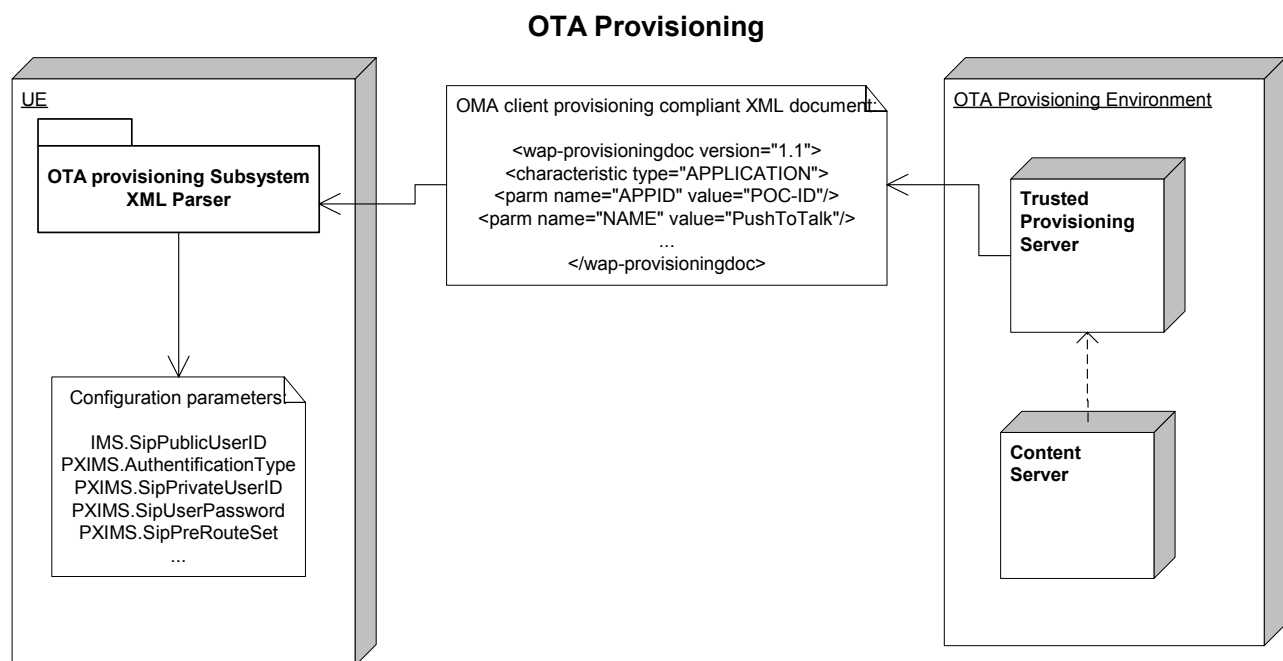 OTA Provisioning
UE
OTA provisioning Subsystem
XML Parser
Configuration parameters:
IMS.SipPublicUserID
PXIMS.AuthentificationType
PXIMS.SipPrivateUserID
PXIMS.SipUserPassword
PXIMS.SipPreRouteSet
...
OMA client provisioning compliant XML document:
<wap-provisioningdoc version="1.1">
<characteristic type="APPLICATION">
<parm name="APPID" value="POC-ID"/>
<parm name="NAME" value="PushToTalk"/>
...
</wap-provisioningdoc>
OTA Provisioning Environment
Trusted
Provisioning
Server
Content
Server